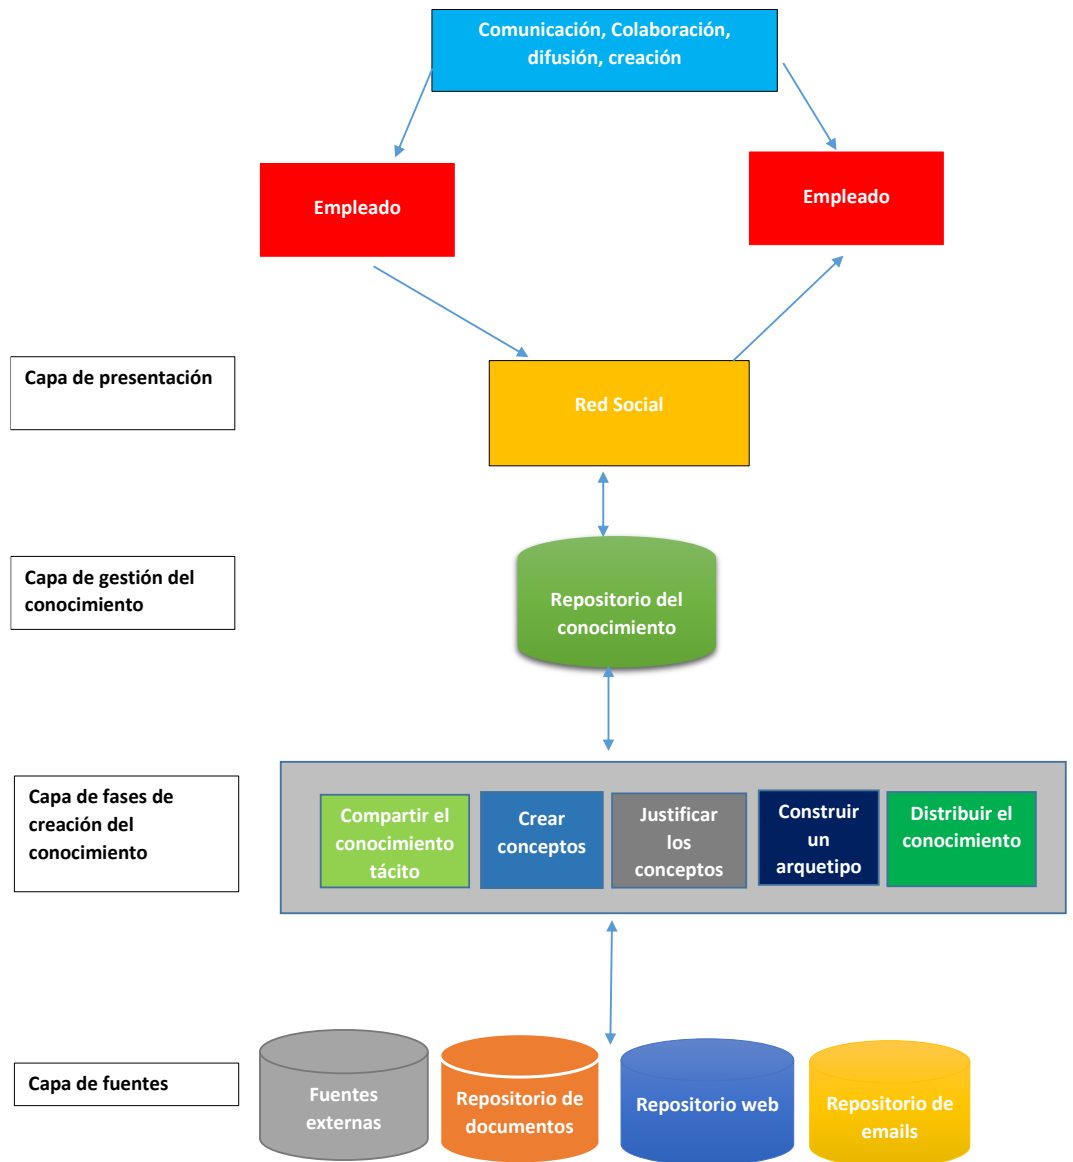 Comunicación, Colaboración,
difusión, creación
Empleado
Empleado
Capa de presentación
Red Social
Capa de gestión del
conocimiento
Repositorio del
conocimiento
Capa de fases de
creación del
conocimiento
Compartir el
conocimiento
tácito
Crear
conceptos
Justificar
los
conceptos
Construir
un
arquetipo
Distribuir el
conocimiento
Capa de fuentes
Fuentes
externas
Repositorio de
documentos
Repositorio web
Repositorio de
emails